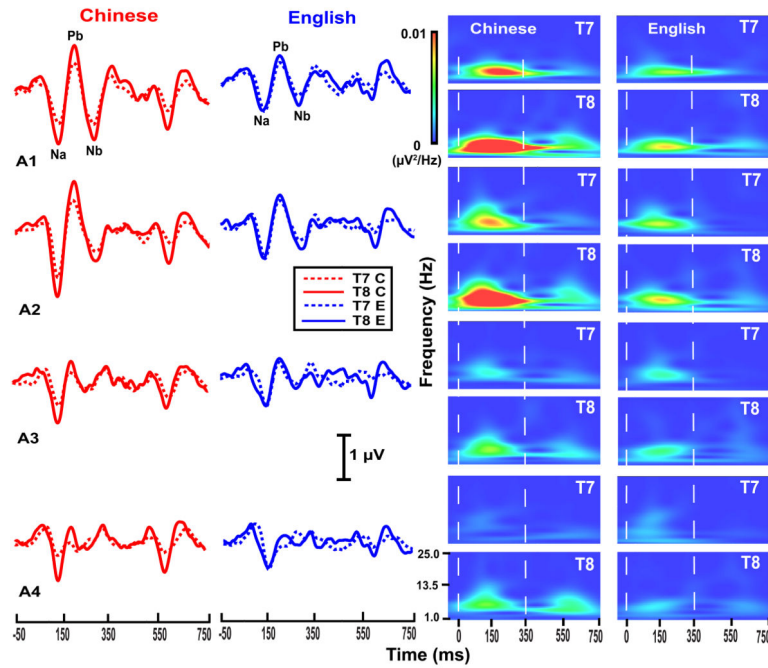 Chinese
English
Pb
Na
Nb
A1
Pb
Na
Nb
A2
T7 C
T8 C
T7 E
T8 E
A3
1 µV
A4
-50 150 350 550 750
-50 150 350 550 750
0.01
0
(µV²/Hz)
Frequency (Hz)
Chinese T7
English T7
T8
T8
T7
T7
T8
T8
T7
T7
T8
T8
T7
T7
25.0
13.5
1.0
T8
T8
0 150 350 550 750
0 150 350 550 750
Time (ms)